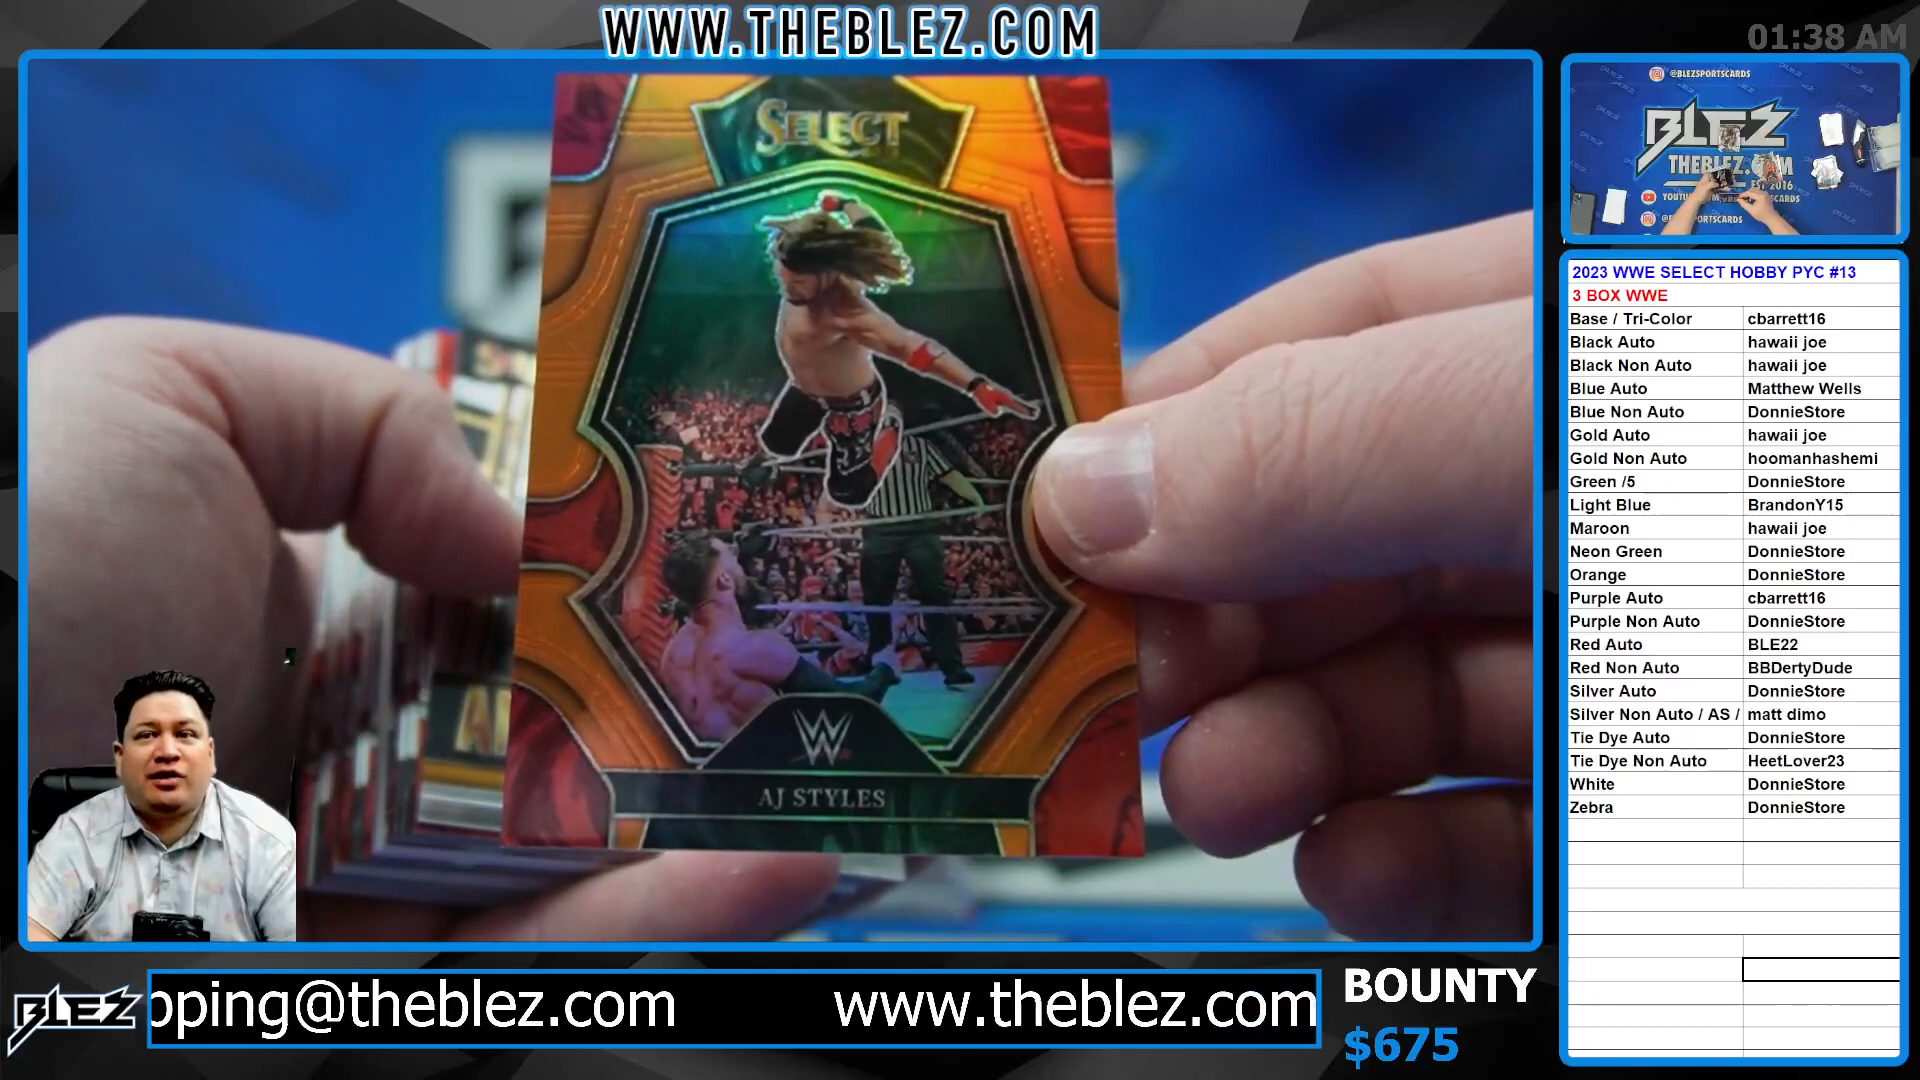 WWW.THEBLEZ.COM
01:38 AM
SELECT
AJ STYLES
@BLEZSPORTSCARDS
BLEZ
THEBLEZ.COM
2023 WWE SELECT HOBBY PYC #13
3 BOX WWE
Base / Tri-Color cbarrett16
Black Auto hawaii joe
Black Non Auto hawaii joe
Blue Auto Matthew Wells
Blue Non Auto DonnieStore
Gold Auto hawaii joe
Gold Non Auto hoomanhashemi
Green /5 DonnieStore
Light Blue BrandonY15
Maroon hawaii joe
Neon Green DonnieStore
Orange DonnieStore
Purple Auto cbarrett16
Purple Non Auto DonnieStore
Red Auto BLE22
Red Non Auto BBDertyDude
Silver Auto DonnieStore
Silver Non Auto / AS / matt dimo
Tie Dye Auto DonnieStore
Tie Dye Non Auto HeetLover23
White DonnieStore
Zebra DonnieStore
BLEZ
pping@theblez.com www.theblez.com
BOUNTY
$675